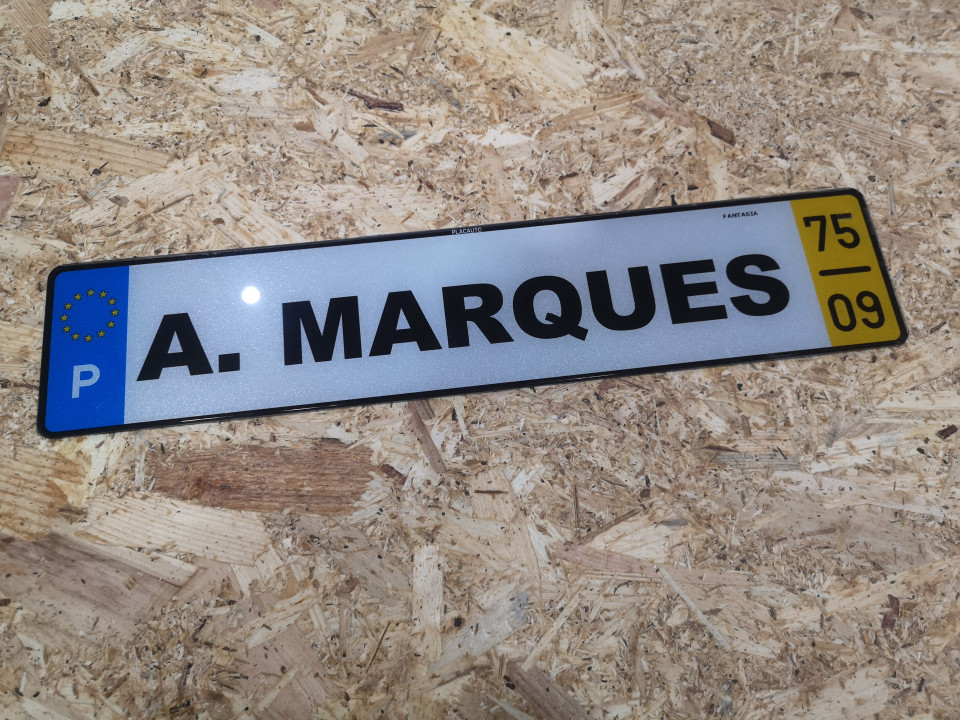 PLACAUTO
FANTASIA
P
A. MARQUES
75
09